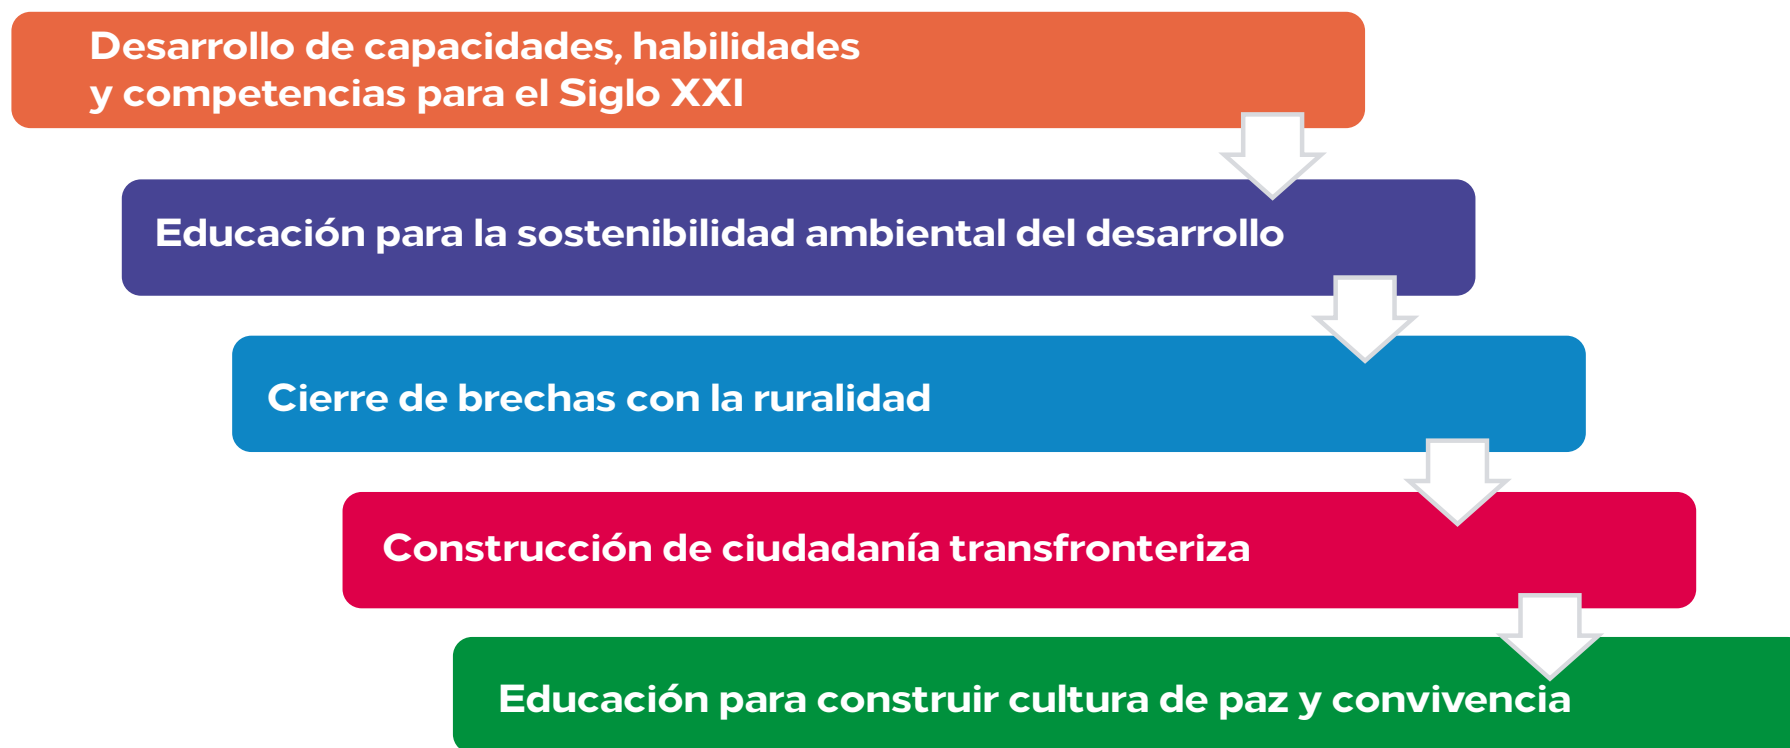 Desarrollo de capacidades, habilidades
y competencias para el Siglo XXI
Educación para la sostenibilidad ambiental del desarrollo
Cierre de brechas con la ruralidad
Construcción de ciudadanía transfronteriza
Educación para construir cultura de paz y convivencia